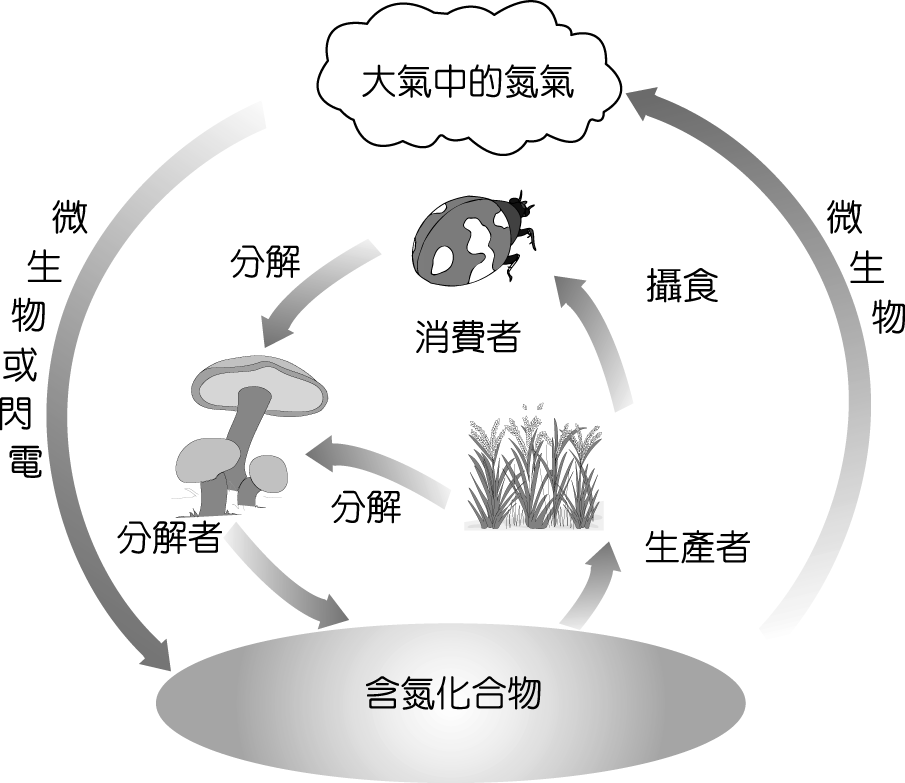 大氣中的氮氣
微生物或閃電
微生物
分解
攝食
消費者
分解
分解者
生產者
含氮化合物